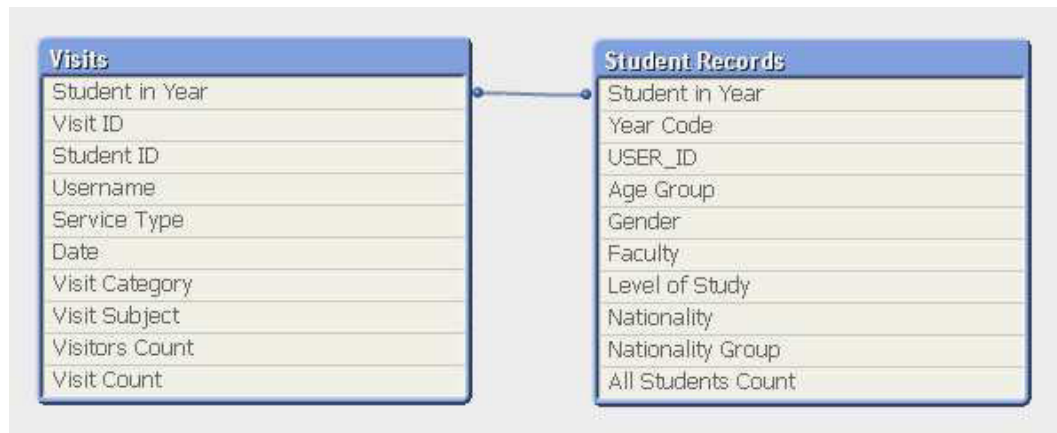 Visits
Student in Year
Visit ID
Student ID
Username
Service Type
Date
Visit Category
Visit Subject
Visitors Count
Visit Count
Student Records
Student in Year
Year Code
USER_ID
Age Group
Gender
Faculty
Level of Study
Nationality
Nationality Group
All Students Count